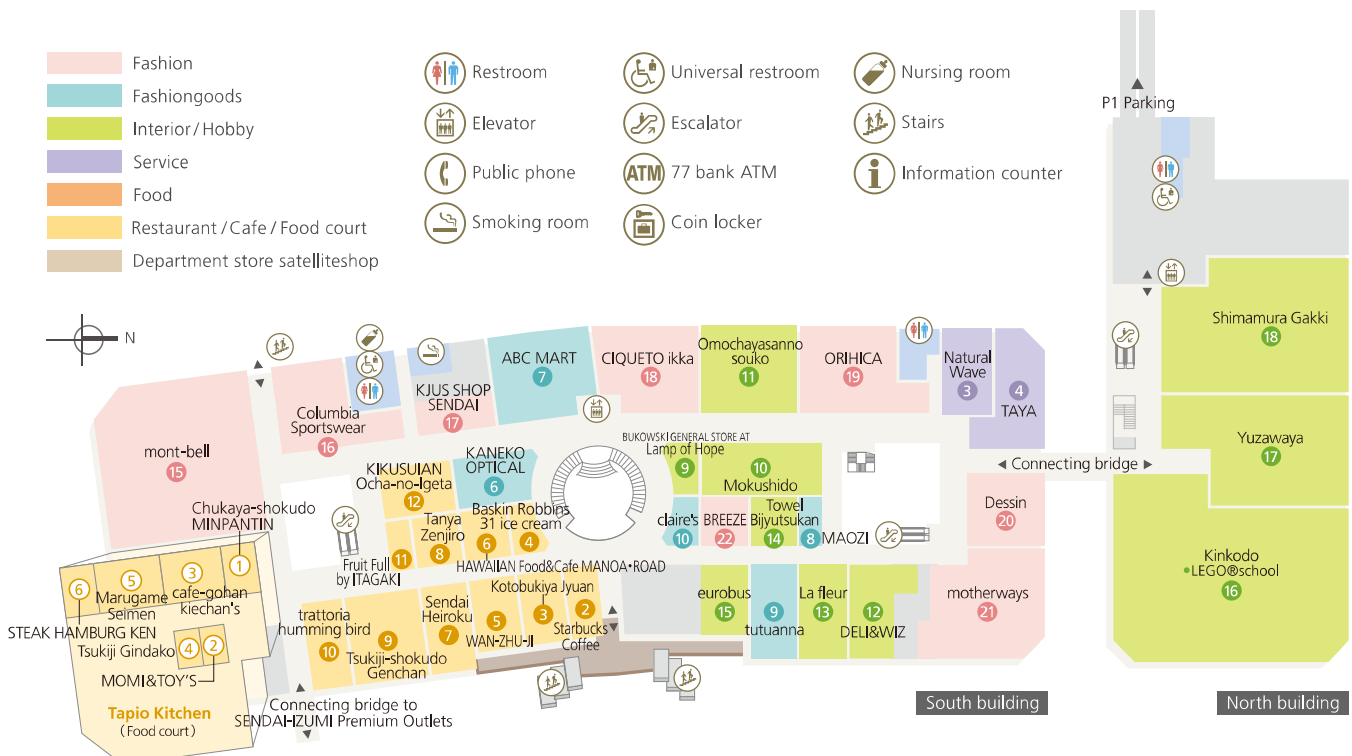 Fashion
Fashiongoods
Interior / Hobby
Service
Food
Restaurant / Cafe / Food court
Department store satelliteshop
Restroom
Elevator
Public phone
Smoking room
Universal restroom
Escalator
ATM 77 bank ATM
Coin locker
Nursing room
Stairs
Information counter
P1 Parking
N
mont-bell
15
Columbia
Sportswear
16
KJUS SHOP
SENDAI
17
ABC MART
7
CIQUETO ikka
18
Omochayasanno
souko
11
ORIHICA
19
Natural
Wave
3
4
TAYA
Shimamura Gakki
18
Yuzawaya
17
Kinkodo
LEGO®school
16
Connecting bridge
KIKUSUIAN
Ocha-no-Igeta
12
KANEKO
OPTICAL
6
BUKOWSKI GENERAL STORE AT
Lamp of Hope
9
10
Mokushido
Dessin
20
Chukaya-shokudo
MINPANTIN
1
Fruit Full
by ITAGAKI
11
Tanya
Zenjiro
8
Baskin Robbins
31 ice cream
4
6
HAWAIIAN Food&Cafe MANOA•ROAD
claire's
10
BREEZE
22
Towel
Bijyutsukan
14
8
MAOZI
6
STEAK HAMBURG KEN
5
Marugame
Seimen
3
cafe-gohan
kiechan's
Tsukiji Gindako
4
2
MOMI&TOY'S
Tapio Kitchen
(Food court)
trattoria
humming bird
10
9
Tsukiji-shokudo
Genchan
Sendai
Heiroku
7
5
WAN-ZHU-JI
Kotobukiya Jyuan
3
2
Starbucks
Coffee
eurobus
15
9
tutuanna
La fleur
13
12
DELI&WIZ
motherways
21
Connecting bridge to
SENDAI-IZUMI Premium Outlets
South building
North building